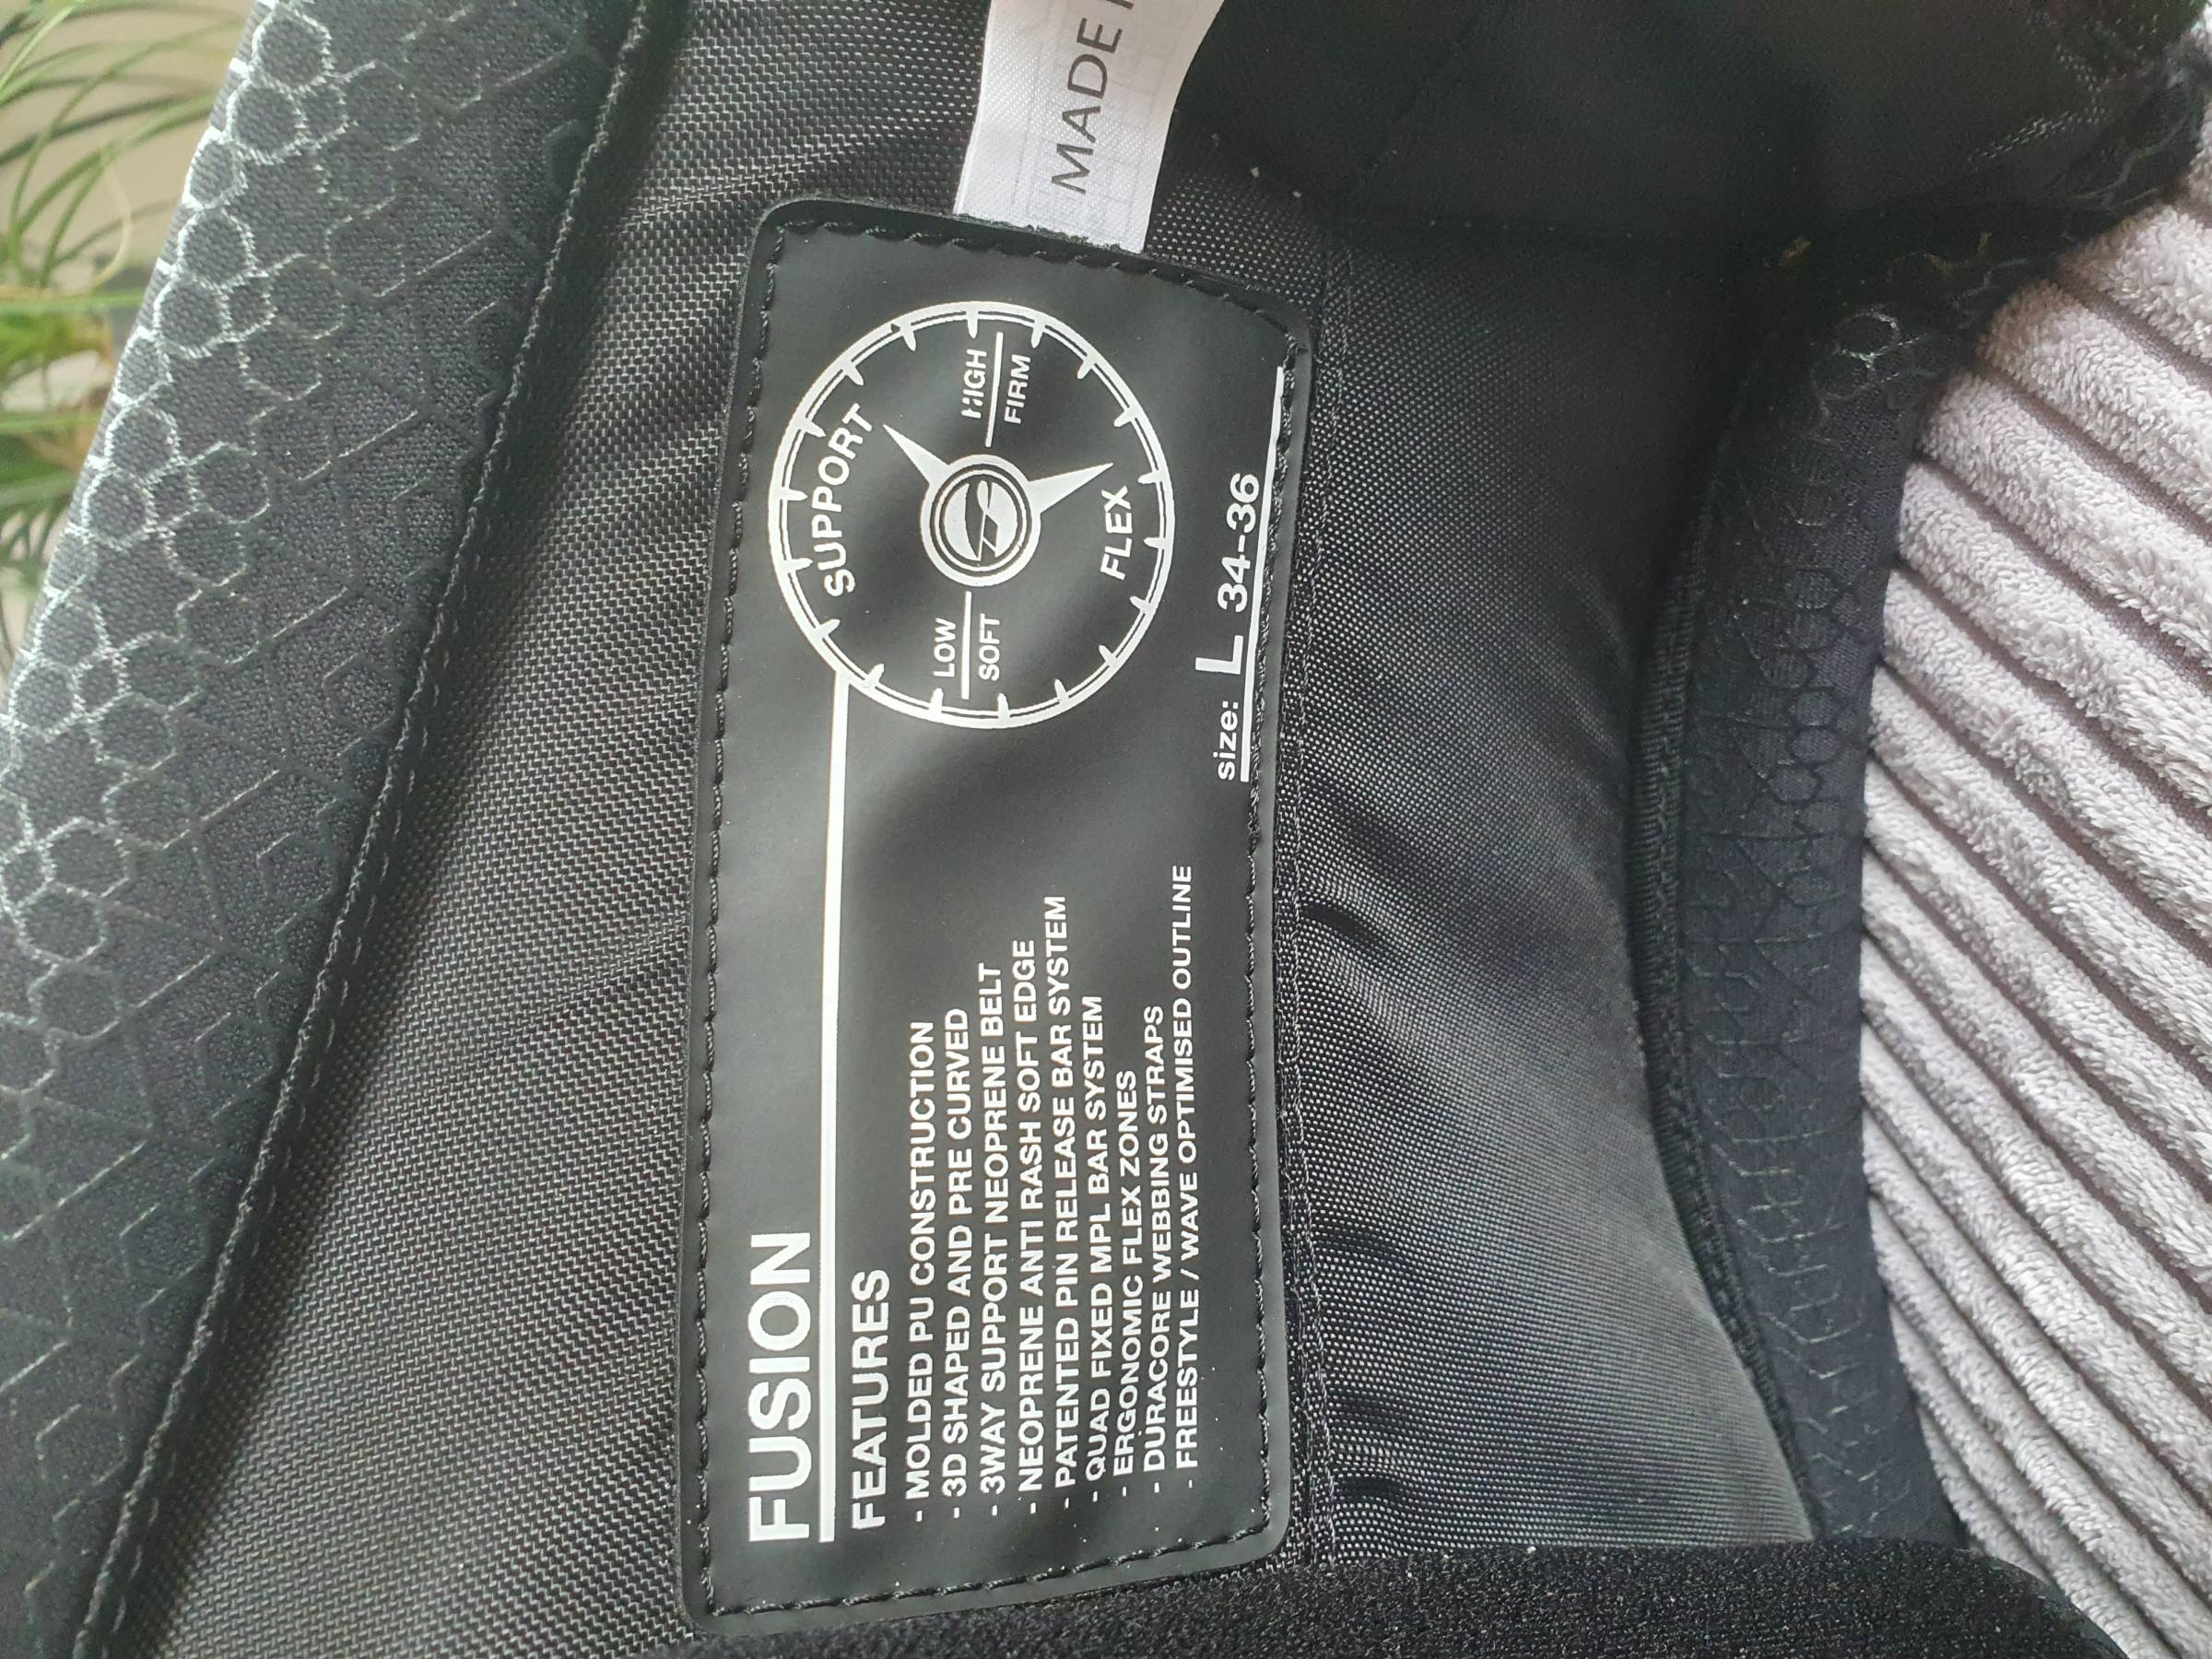 MADE
FUSION
FEATURES
- MOLDED PU CONSTRUCTION
- 3D SHAPED AND PRE CURVED
- 3WAY SUPPORT NEOPRENE BELT
- NEOPRENE ANTI RASH SOFT EDGE
- PATENTED PIN RELEASE BAR SYSTEM
- QUAD FIXED MPL BAR SYSTEM
- ERGONOMIC FLEX ZONES
- DURACORE WEBBING STRAPS
- FREESTYLE / WAVE OPTIMISED OUTLINE
SUPPORT
LOW
SOFT
HIGH
FIRM
FLEX
size: L 34-36